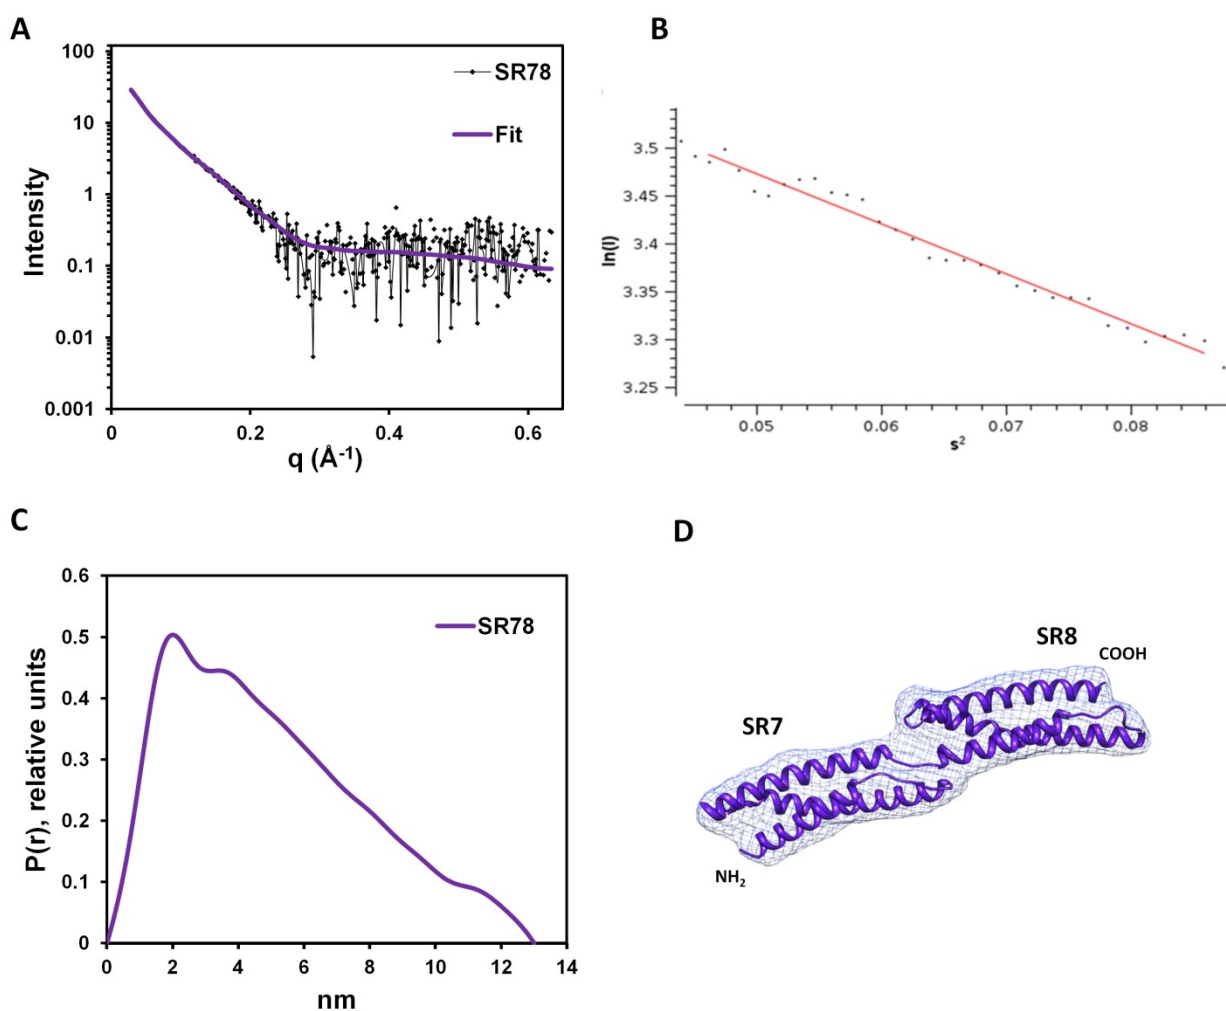 A
100
10
1
0.1
0.01
0.001
Intensity
0
0.2
0.4
0.6
q (Å⁻¹)
SR78
Fit
B
3.5
3.45
3.4
3.35
3.3
3.25
ln(I)
0.05
0.06
0.07
0.08
s²
C
0.6
0.5
0.4
0.3
0.2
0.1
0
P(r), relative units
0
2
4
6
8
10
12
14
nm
SR78
D
SR8
COOH
SR7
NH₂